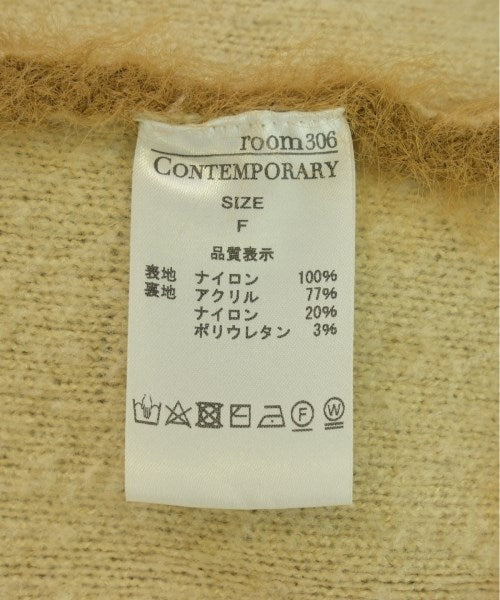 room306
CONTEMPORARY
SIZE
F
品質表示
表地 ナイロン 100%
裏地 アクリル 77%
ナイロン 20%
ポリウレタン 3%
F W